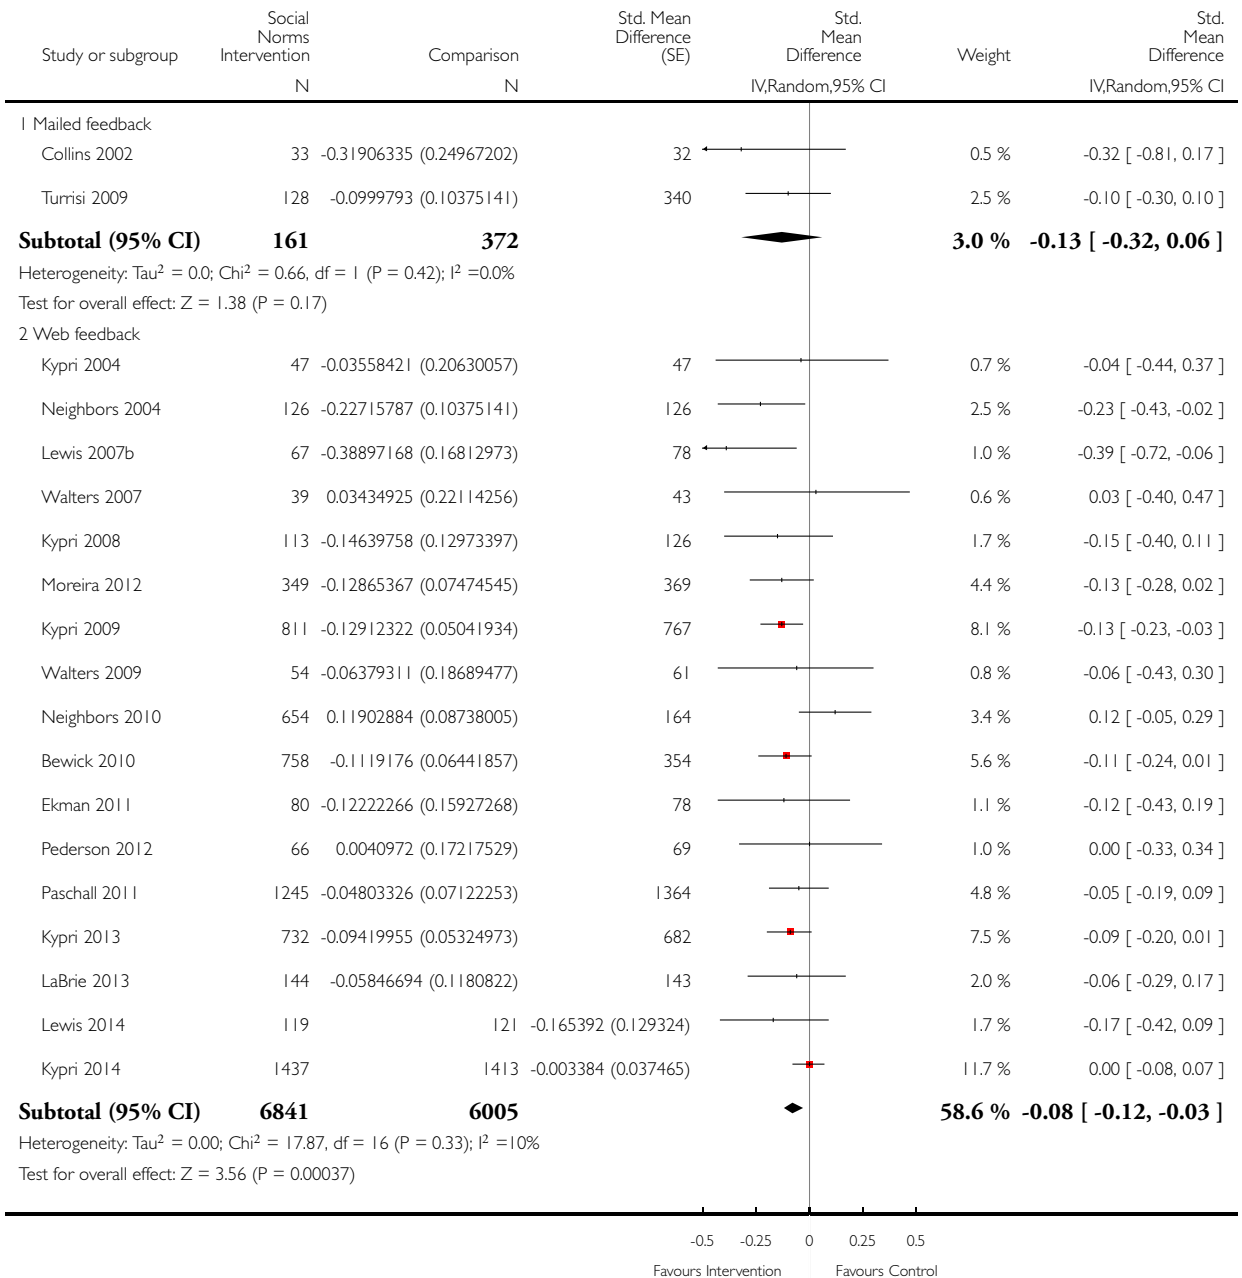 Study or subgroup Social Norms Intervention Comparison Std. Mean Difference (SE) Std. Mean Difference Weight Std. Mean Difference
N N IV,Random,95% CI IV,Random,95% CI
1 Mailed feedback
Collins 2002 33 -0.31906335 (0.24967202) 32 0.5 % -0.32 [ -0.81, 0.17 ]
Turrisi 2009 128 -0.0999793 (0.10375141) 340 2.5 % -0.10 [ -0.30, 0.10 ]
Subtotal (95% CI) 161 372 3.0 % -0.13 [ -0.32, 0.06 ]
Heterogeneity: Tau² = 0.0; Chi² = 0.66, df = 1 (P = 0.42); I² =0.0%
Test for overall effect: Z = 1.38 (P = 0.17)
2 Web feedback
Kypri 2004 47 -0.03558421 (0.20630057) 47 0.7 % -0.04 [ -0.44, 0.37 ]
Neighbors 2004 126 -0.22715787 (0.10375141) 126 2.5 % -0.23 [ -0.43, -0.02 ]
Lewis 2007b 67 -0.38897168 (0.16812973) 78 1.0 % -0.39 [ -0.72, -0.06 ]
Walters 2007 39 0.03434925 (0.22114256) 43 0.6 % 0.03 [ -0.40, 0.47 ]
Kypri 2008 113 -0.14639758 (0.12973397) 126 1.7 % -0.15 [ -0.40, 0.11 ]
Moreira 2012 349 -0.12865367 (0.07474545) 369 4.4 % -0.13 [ -0.28, 0.02 ]
Kypri 2009 811 -0.12912322 (0.05041934) 767 8.1 % -0.13 [ -0.23, -0.03 ]
Walters 2009 54 -0.06379311 (0.18689477) 61 0.8 % -0.06 [ -0.43, 0.30 ]
Neighbors 2010 654 0.11902884 (0.08738005) 164 3.4 % 0.12 [ -0.05, 0.29 ]
Bewick 2010 758 -0.1119176 (0.06441857) 354 5.6 % -0.11 [ -0.24, 0.01 ]
Ekman 2011 80 -0.12222266 (0.15927268) 78 1.1 % -0.12 [ -0.43, 0.19 ]
Pederson 2012 66 0.0040972 (0.17217529) 69 1.0 % 0.00 [ -0.33, 0.34 ]
Paschall 2011 1245 -0.04803326 (0.07122253) 1364 4.8 % -0.05 [ -0.19, 0.09 ]
Kypri 2013 732 -0.09419955 (0.05324973) 682 7.5 % -0.09 [ -0.20, 0.01 ]
LaBrie 2013 144 -0.05846694 (0.1180822) 143 2.0 % -0.06 [ -0.29, 0.17 ]
Lewis 2014 119 121 -0.165392 (0.129324) 1.7 % -0.17 [ -0.42, 0.09 ]
Kypri 2014 1437 1413 -0.003384 (0.037465) 11.7 % 0.00 [ -0.08, 0.07 ]
Subtotal (95% CI) 6841 6005 58.6 % -0.08 [ -0.12, -0.03 ]
Heterogeneity: Tau² = 0.00; Chi² = 17.87, df = 16 (P = 0.33); I² =10%
Test for overall effect: Z = 3.56 (P = 0.00037)
-0.5 -0.25 0 0.25 0.5
Favours Intervention Favours Control